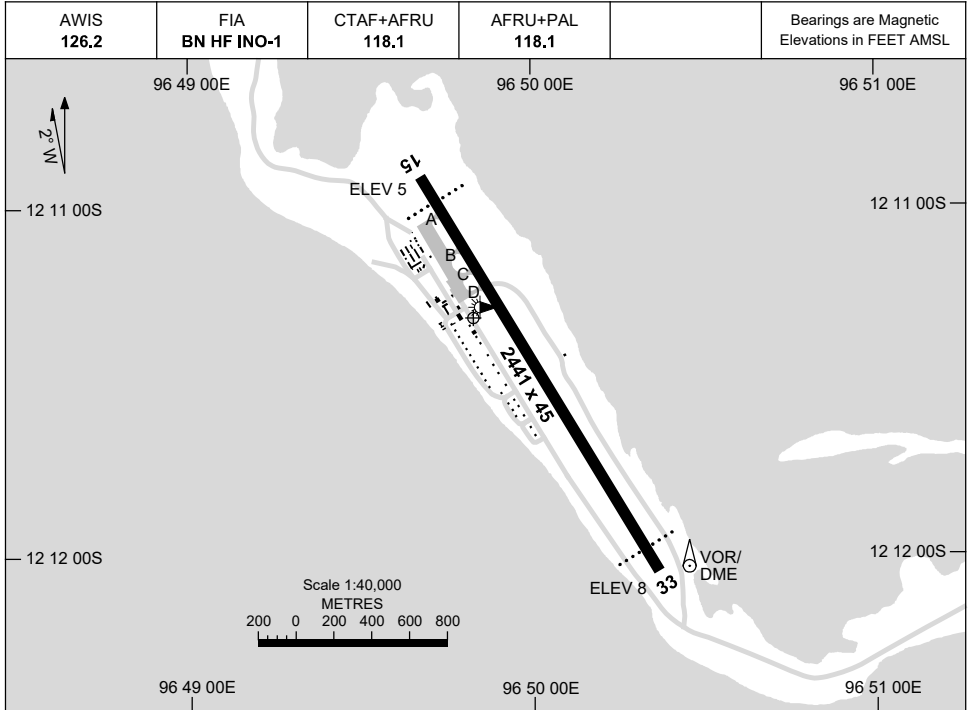 AWIS
126.2
FIA
BN HF INO-1
CTAF+AFRU
118.1
AFRU+PAL
118.1
Bearings are Magnetic
Elevations in FEET AMSL
96 49 00E
96 50 00E
96 51 00E
2° W
15
ELEV 5
12 11 00S
12 11 00S
A
B
C
D
2441 x 45
12 12 00S
12 12 00S
VOR/
DME
ELEV 8
33
Scale 1:40,000
METRES
200 0 200 400 600 800
96 49 00E
96 50 00E
96 51 00E